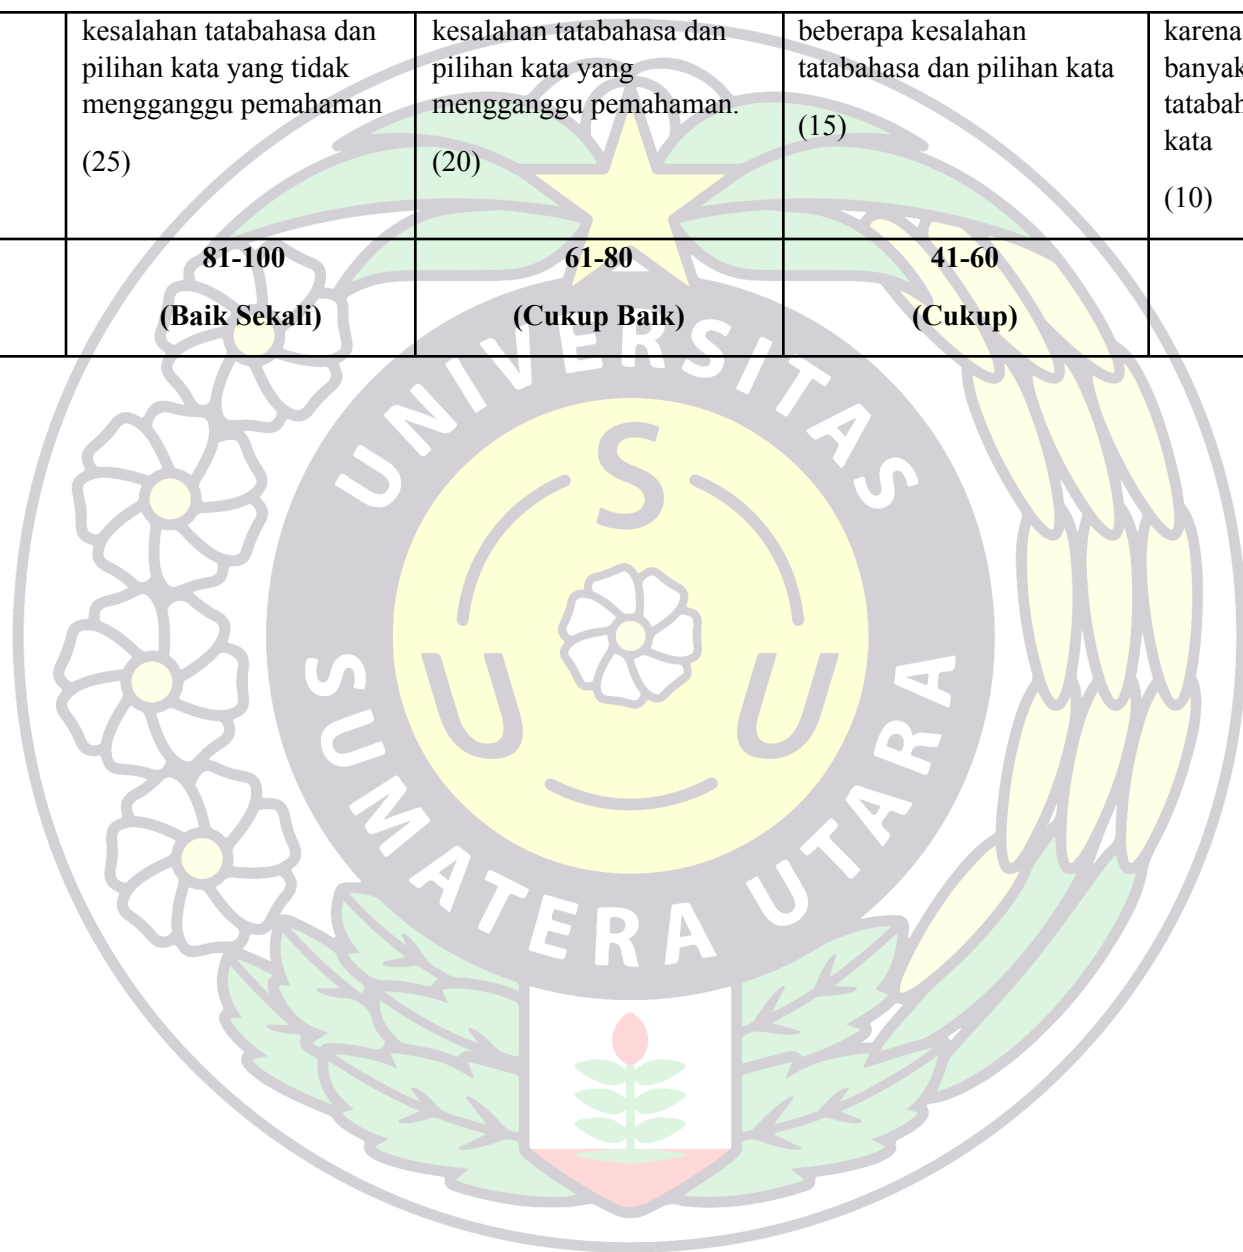 kesalahan tatabahasa dan
pilihan kata yang tidak
mengganggu pemahaman
(25)
kesalahan tatabahasa dan
pilihan kata yang
mengganggu pemahaman.
(20)
beberapa kesalahan
tatabahasa dan pilihan kata
(15)
karena
banyak
kata
(10)
81-100
(Baik Sekali)
61-80
(Cukup Baik)
41-60
(Cukup)
UNIVERSITAS
S
U U
SUMATERA UTARA